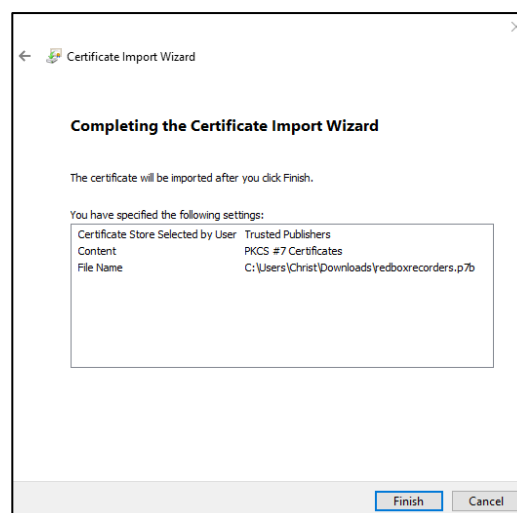 Certificate Import Wizard
Completing the Certificate Import Wizard
The certificate will be imported after you click Finish.
You have specified the following settings:
Certificate Store Selected by User Trusted Publishers
Content PKCS #7 Certificates
File Name C:\Users\Christ\Downloads\redboxrecorders.p7b
Finish Cancel